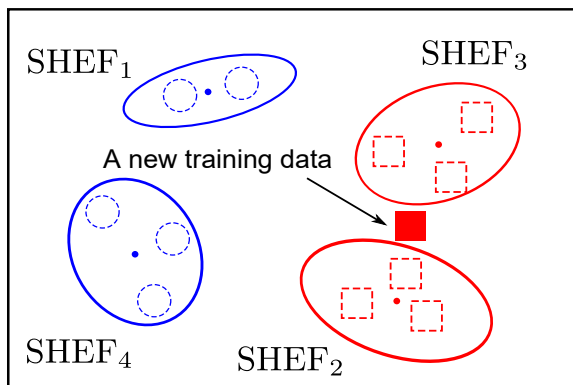 SHEF₁
SHEF₃
A new training data
SHEF₄
SHEF₂